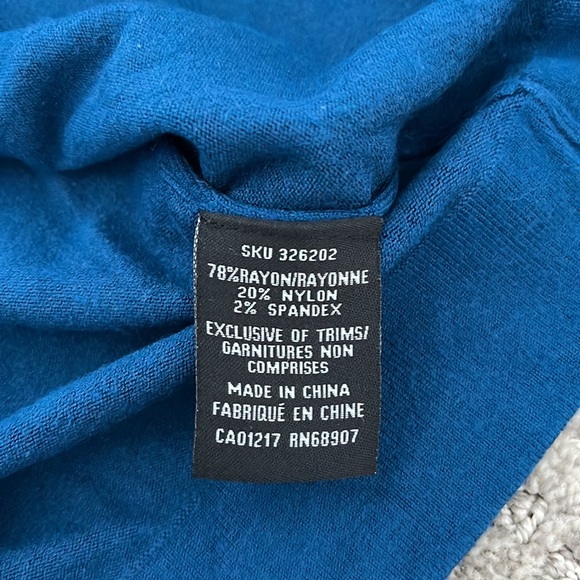 SKU 326202
78%RAYON/RAYONNE
20% NYLON
2% SPANDEX
EXCLUSIVE OF TRIMS/
GARNITURES NON
COMPRISES
MADE IN CHINA
FABRIQUÉ EN CHINE
CA01217 RN68907